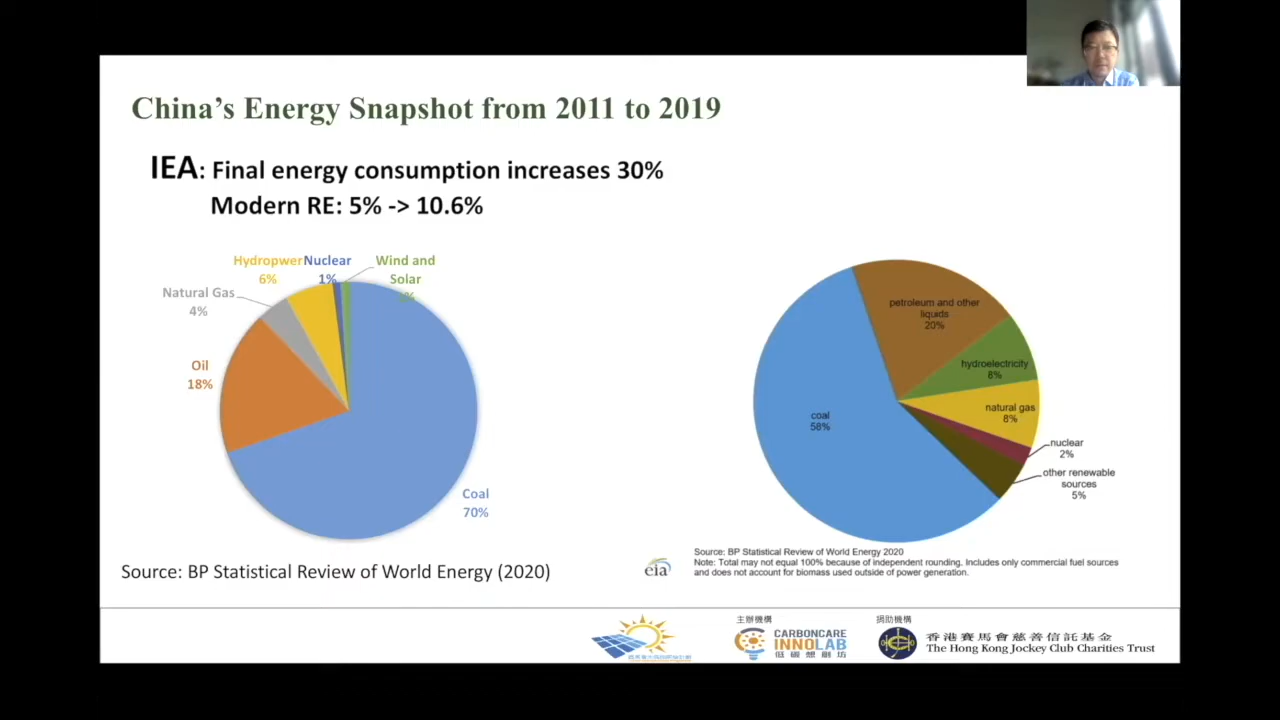 China's Energy Snapshot from 2011 to 2019
IEA: Final energy consumption increases 30%
Modern RE: 5% -> 10.6%
Hydropwer
6%
Nuclear
1%
Wind and
Solar
Natural Gas
4%
Oil
18%
Coal
70%
Source: BP Statistical Review of World Energy (2020)
petroleum and other
liquids
20%
hydroelectricity
8%
natural gas
8%
coal
58%
nuclear
2%
other renewable
sources
5%
eia
Source: BP Statistical Review of World Energy 2020
Note: Total may not equal 100% because of independent rounding. Includes only commercial fuel sources
and does not account for biomass used outside of power generation.
主辦機構
CARBONCARE
INNOLAB
低碳想創坊
捐助機構
香港賽馬會慈善信託基金
The Hong Kong Jockey Club Charities Trust